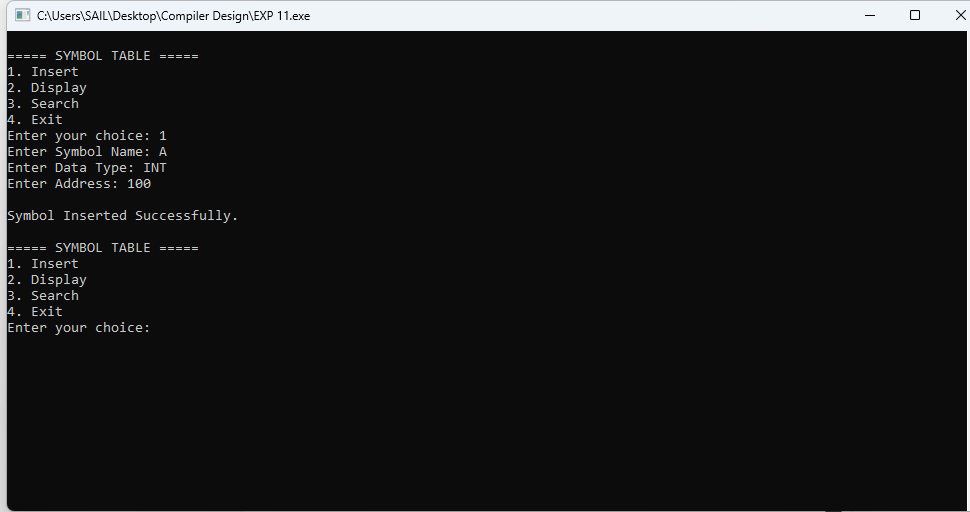 C:\Users\SAIL\Desktop\Compiler Design\EXP 11.exe
===== SYMBOL TABLE =====
1. Insert
2. Display
3. Search
4. Exit
Enter your choice: 1
Enter Symbol Name: A
Enter Data Type: INT
Enter Address: 100
Symbol Inserted Successfully.
===== SYMBOL TABLE =====
1. Insert
2. Display
3. Search
4. Exit
Enter your choice: